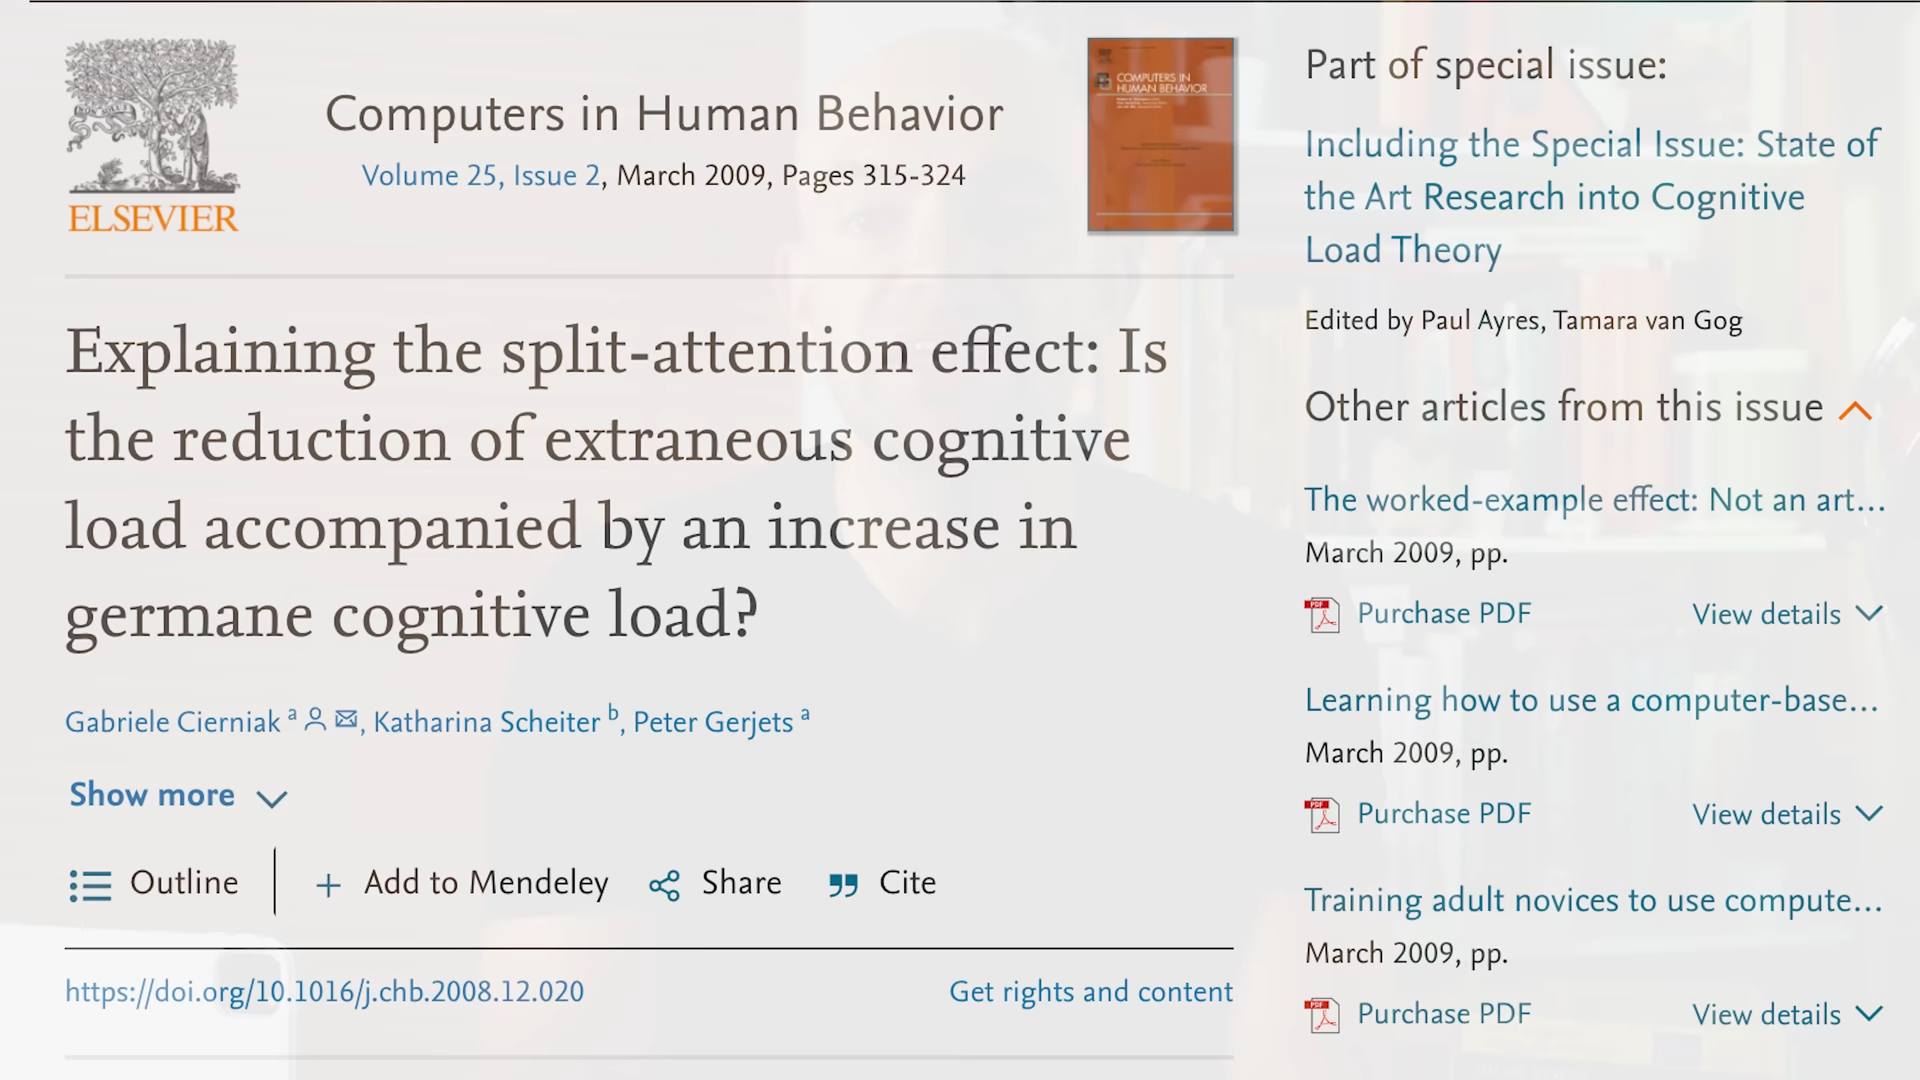 ELSEVIER
Computers in Human Behavior
Volume 25, Issue 2, March 2009, Pages 315-324
COMPUTERS IN
HUMAN BEHAVIOR
Explaining the split-attention effect: Is
the reduction of extraneous cognitive
load accompanied by an increase in
germane cognitive load?
Gabriele Cierniak a, Katharina Scheiter b, Peter Gerjets a
Show more
Outline
Add to Mendeley
Share
Cite
https://doi.org/10.1016/j.chb.2008.12.020
Get rights and content
Part of special issue:
Including the Special Issue: State of
the Art Research into Cognitive
Load Theory
Edited by Paul Ayres, Tamara van Gog
Other articles from this issue
The worked-example effect: Not an art...
March 2009, pp.
PDF
Purchase PDF
View details
Learning how to use a computer-base...
March 2009, pp.
PDF
Purchase PDF
View details
Training adult novices to use compute...
March 2009, pp.
PDF
Purchase PDF
View details